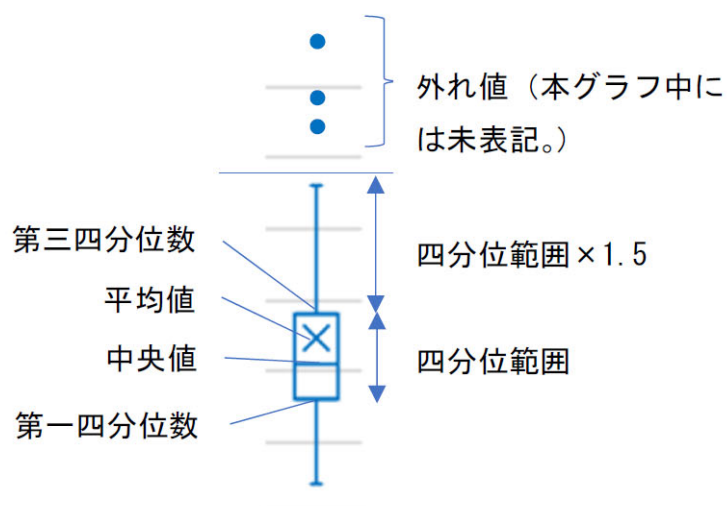 外れ値（本グラフ中に
は未表記。）
第三四分位数
四分位範囲×1.5
平均値
中央値
四分位範囲
第一四分位数